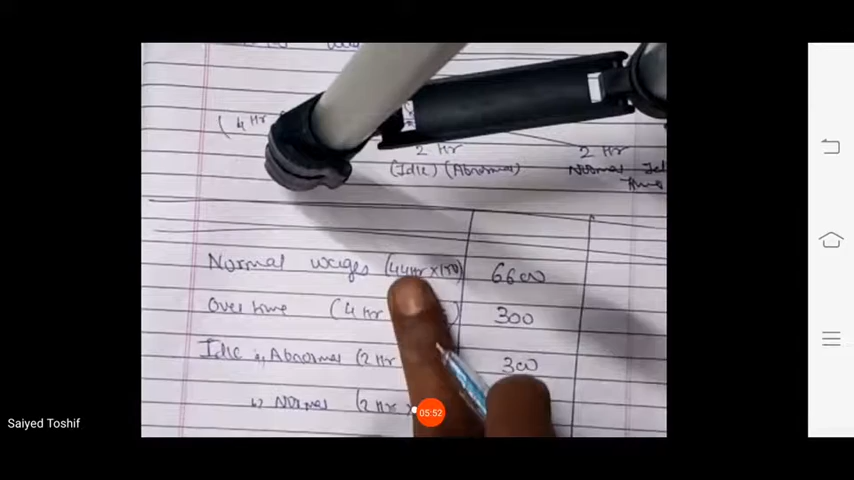 (4 Hr
2 Hr
2 Hr
(Idle) (Abnormal)
Normal Idle
Time
Normal wages (44Hr×150) 6600
Over time (4 Hr ) 300
Idle a, Abnormal (2 Hr 300
b, Normal (2 Hr ×
05:52
Saiyed Toshif